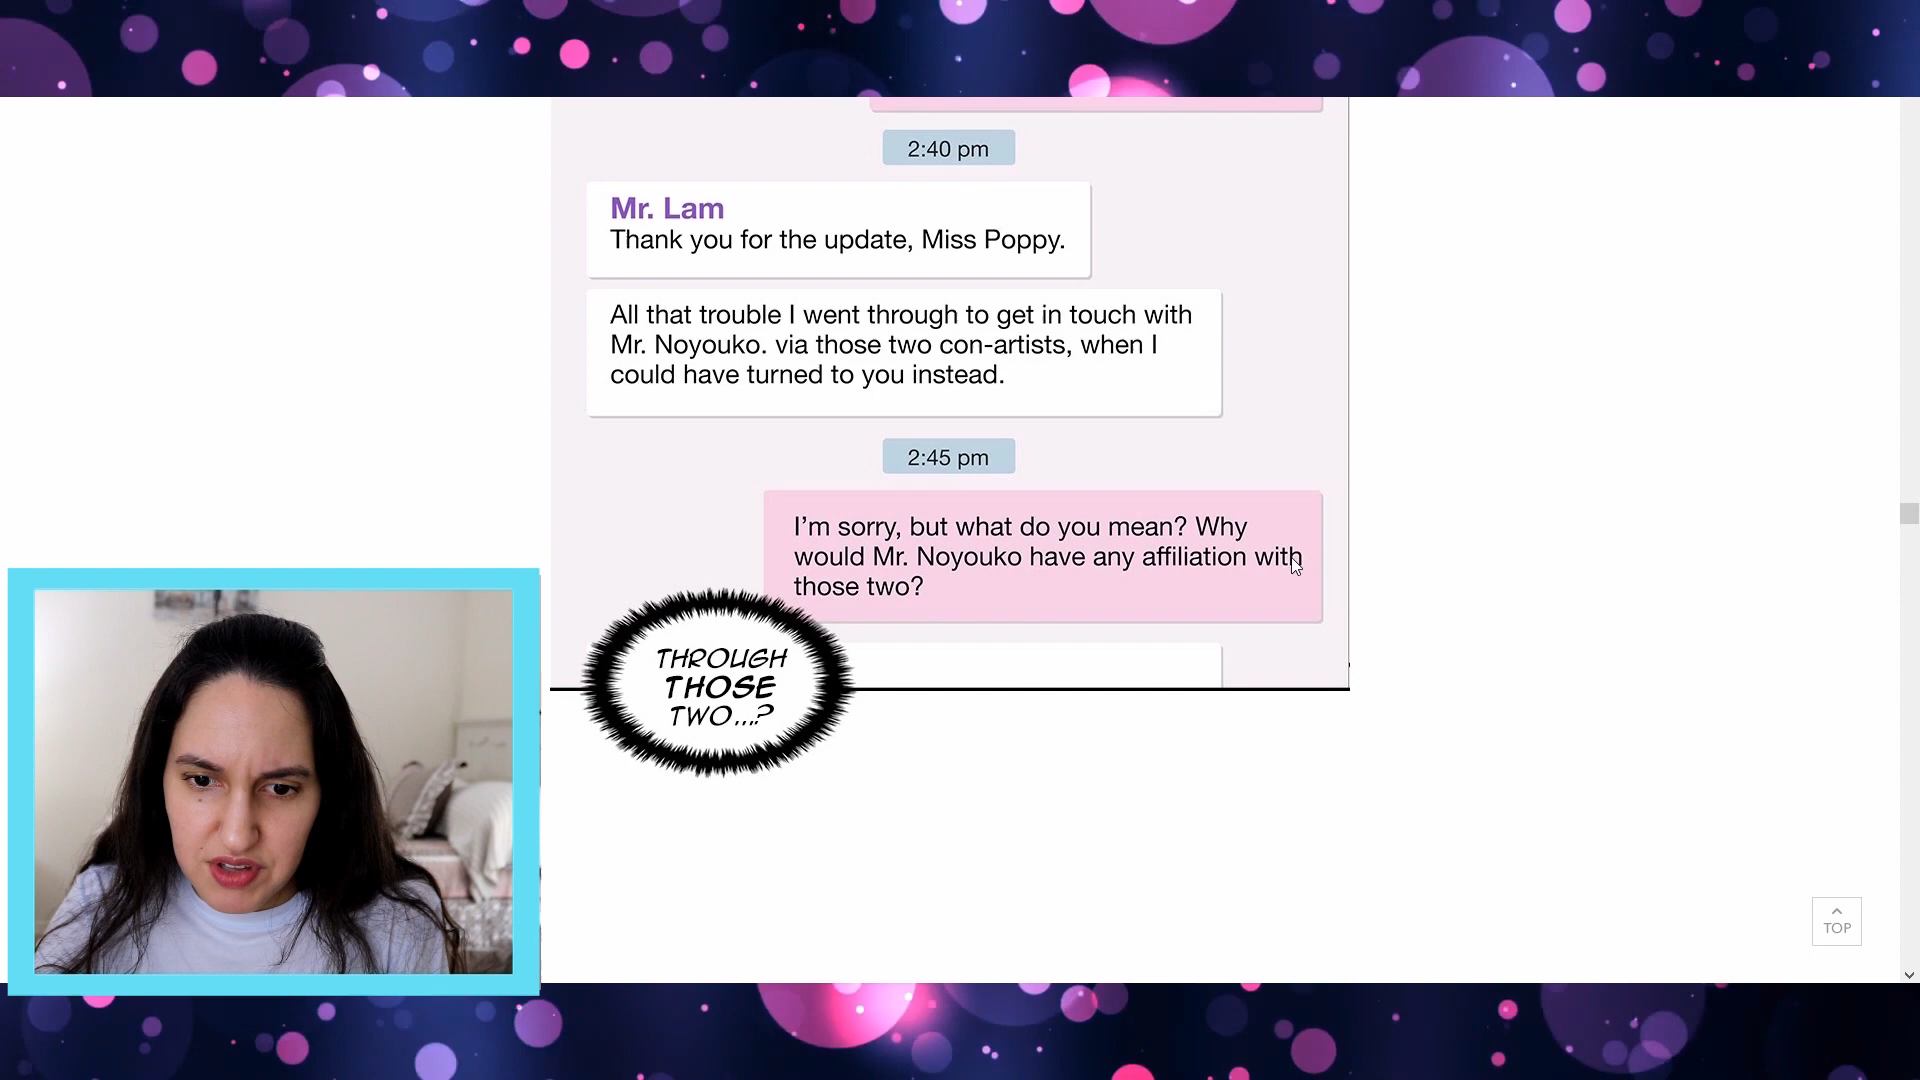 2:40 pm
Mr. Lam
Thank you for the update, Miss Poppy.
All that trouble I went through to get in touch with
Mr. Noyouko. via those two con-artists, when I
could have turned to you instead.
2:45 pm
I'm sorry, but what do you mean? Why
would Mr. Noyouko have any affiliation with
those two?
THROUGH
THOSE
TWO...?
TOP